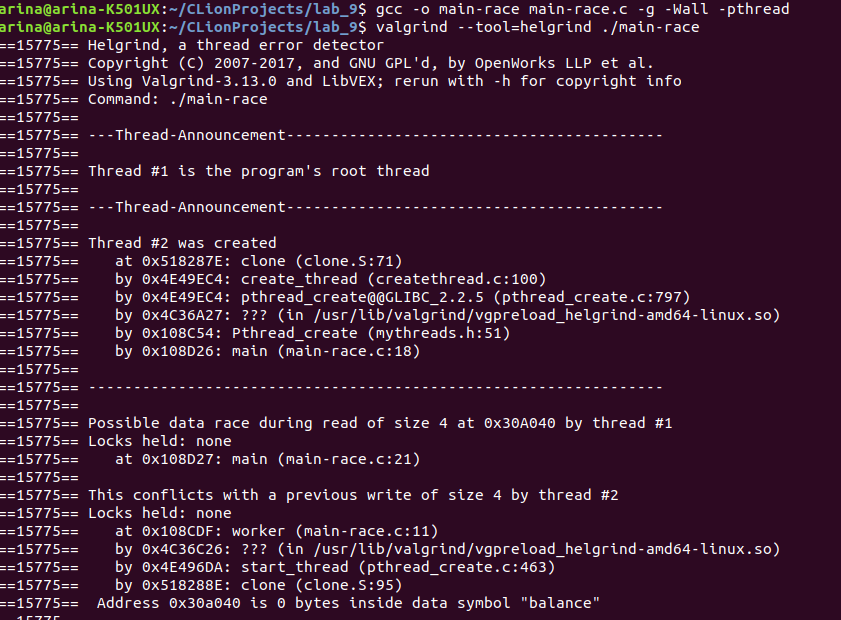 arina@arina-K501UX:~/CLionProjects/lab_9$ gcc -o main-race main-race.c -g -Wall -pthread
arina@arina-K501UX:~/CLionProjects/lab_9$ valgrind --tool=helgrind ./main-race
==15775== Helgrind, a thread error detector
==15775== Copyright (C) 2007-2017, and GNU GPL'd, by OpenWorks LLP et al.
==15775== Using Valgrind-3.13.0 and LibVEX; rerun with -h for copyright info
==15775== Command: ./main-race
==15775==
==15775== ---Thread-Announcement------------------------------------------
==15775==
==15775== Thread #1 is the program's root thread
==15775==
==15775== ---Thread-Announcement------------------------------------------
==15775==
==15775== Thread #2 was created
==15775==    at 0x518287E: clone (clone.S:71)
==15775==    by 0x4E49EC4: create_thread (createthread.c:100)
==15775==    by 0x4E49EC4: pthread_create@@GLIBC_2.2.5 (pthread_create.c:797)
==15775==    by 0x4C36A27: ??? (in /usr/lib/valgrind/vgpreload_helgrind-amd64-linux.so)
==15775==    by 0x108C54: Pthread_create (mythreads.h:51)
==15775==    by 0x108D26: main (main-race.c:18)
==15775==
==15775== ----------------------------------------------------------------
==15775==
==15775== Possible data race during read of size 4 at 0x30A040 by thread #1
==15775== Locks held: none
==15775==    at 0x108D27: main (main-race.c:21)
==15775==
==15775== This conflicts with a previous write of size 4 by thread #2
==15775== Locks held: none
==15775==    at 0x108CDF: worker (main-race.c:11)
==15775==    by 0x4C36C26: ??? (in /usr/lib/valgrind/vgpreload_helgrind-amd64-linux.so)
==15775==    by 0x4E496DA: start_thread (pthread_create.c:463)
==15775==    by 0x518288E: clone (clone.S:95)
==15775==  Address 0x30a040 is 0 bytes inside data symbol "balance"